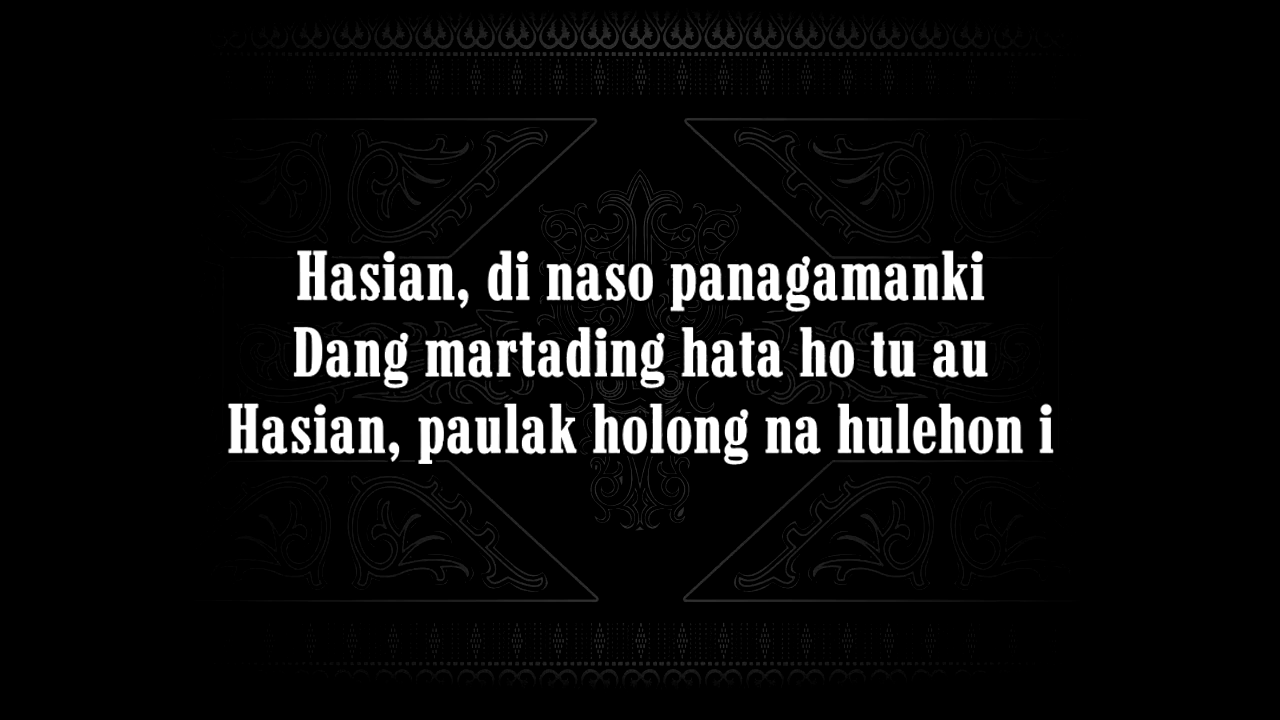 Hasian, di naso panagamanki
Dang martading hata ho tu au
Hasian, paulak holong na hulehon i